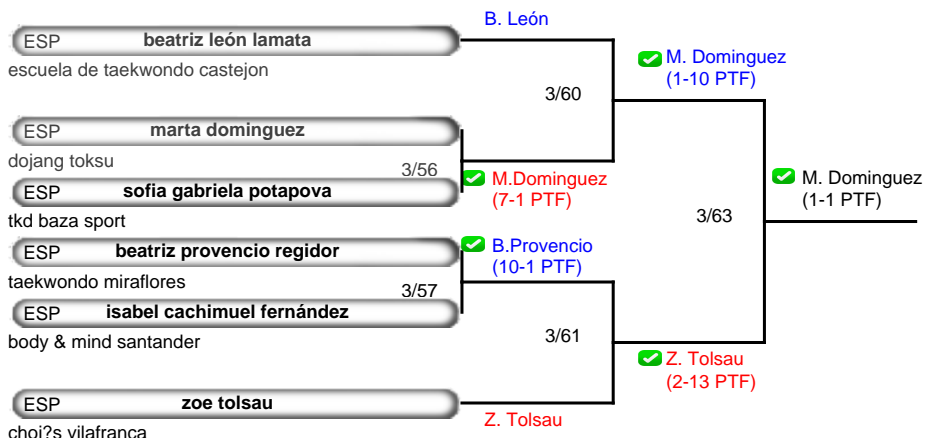 B. León
ESP beatriz león lamata
escuela de taekwondo castejon
M. Dominguez
(1-10 PTF)
3/60
ESP marta dominguez
dojang toksu
3/56
M.Dominguez
(7-1 PTF)
ESP sofia gabriela potapova
tkd baza sport
M. Dominguez
(1-1 PTF)
3/63
ESP beatriz provencio regidor
taekwondo miraflores
B.Provencio
(10-1 PTF)
3/57
ESP isabel cachimuel fernández
body & mind santander
3/61
Z. Tolsau
(2-13 PTF)
ESP zoe tolsau
choi?s vilafranca
Z. Tolsau